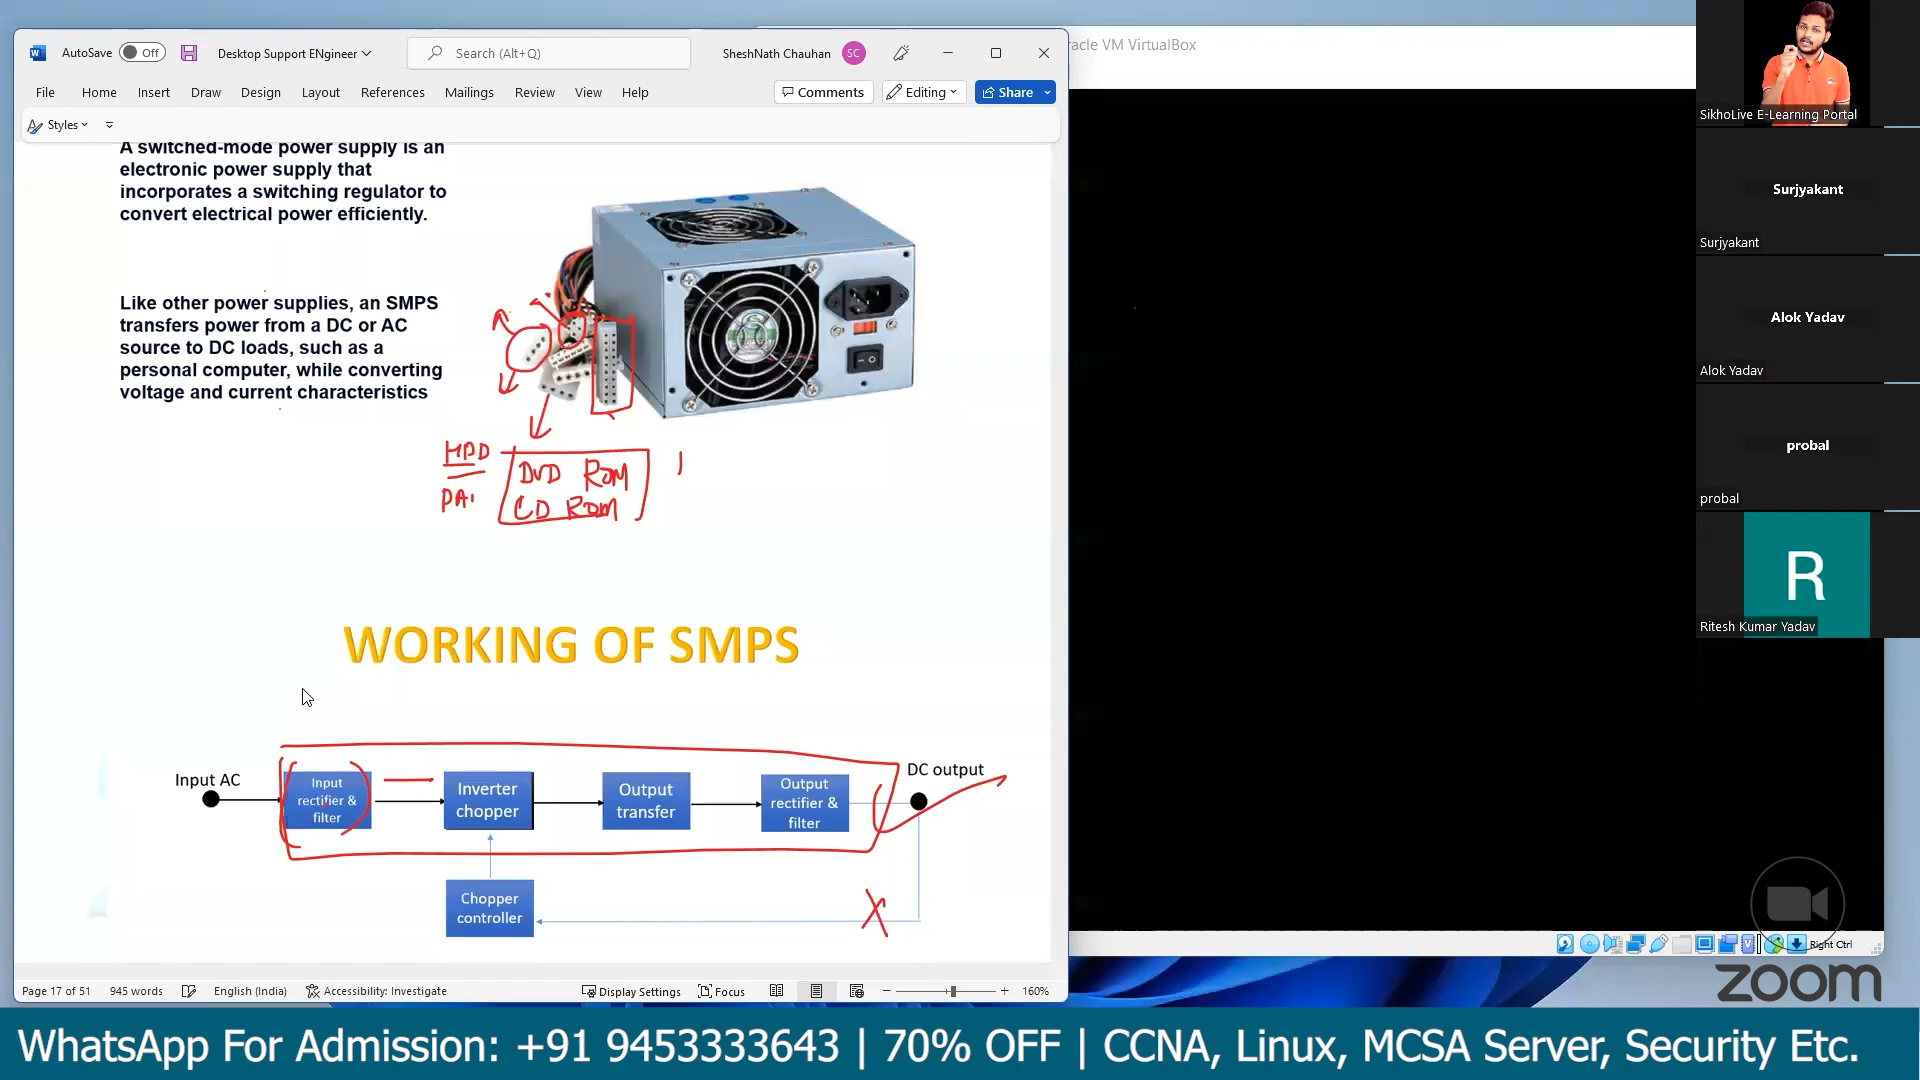 AutoSave Off Desktop Support ENgineer Search (Alt+Q) SheshNath Chauhan SC
File Home Insert Draw Design Layout References Mailings Review View Help Comments Editing Share
Styles
A switched-mode power supply is an
electronic power supply that
incorporates a switching regulator to
convert electrical power efficiently.
Like other power supplies, an SMPS
transfers power from a DC or AC
source to DC loads, such as a
personal computer, while converting
voltage and current characteristics
HDD
DVD ROM
CD ROM
WORKING OF SMPS
Input AC
Input
rectifier &
filter
Inverter
chopper
Output
transfer
Output
rectifier &
filter
DC output
Chopper
controller
Page 17 of 51 945 words English (India) Accessibility: Investigate Display Settings Focus 160%
acle VM VirtualBox
Right Ctrl
SikhoLive E-Learning Portal
Surjyakant
Surjyakant
Alok Yadav
Alok Yadav
probal
probal
R
Ritesh Kumar Yadav
zoom
WhatsApp For Admission: +91 9453333643 | 70% OFF | CCNA, Linux, MCSA Server, Security Etc.